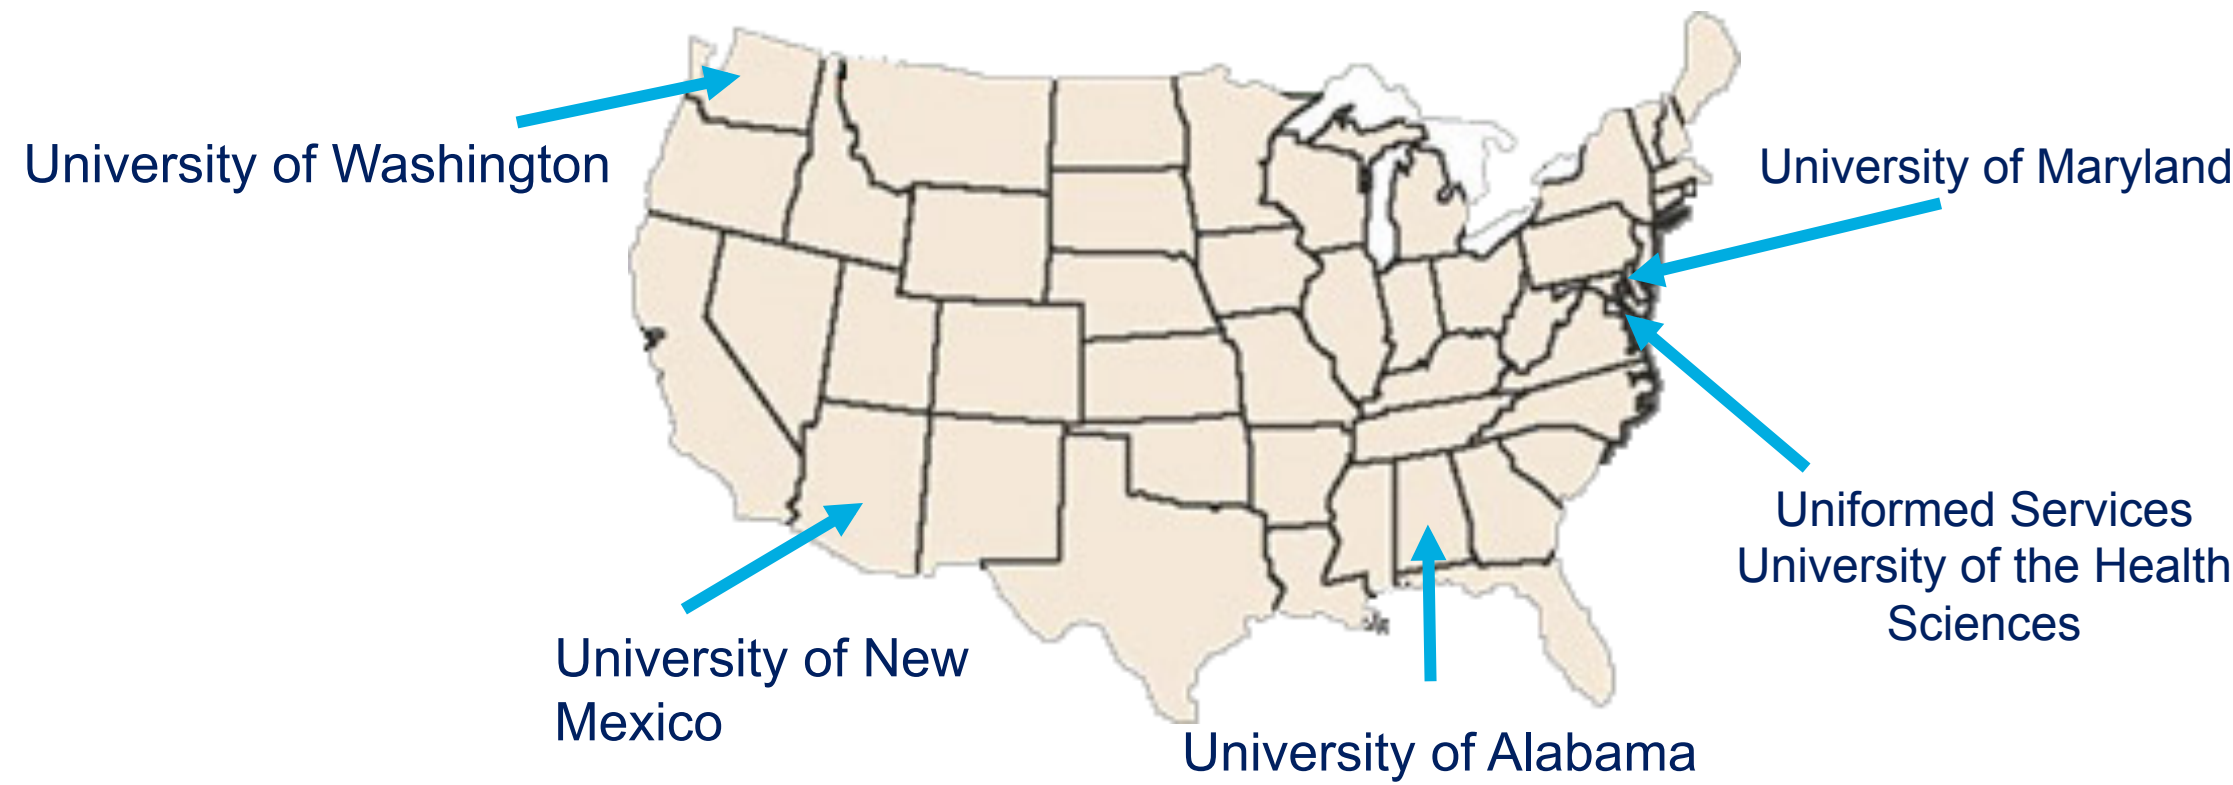 University of Washington
University of Maryland
Uniformed Services
University of the Health
Sciences
University of New
Mexico
University of Alabama